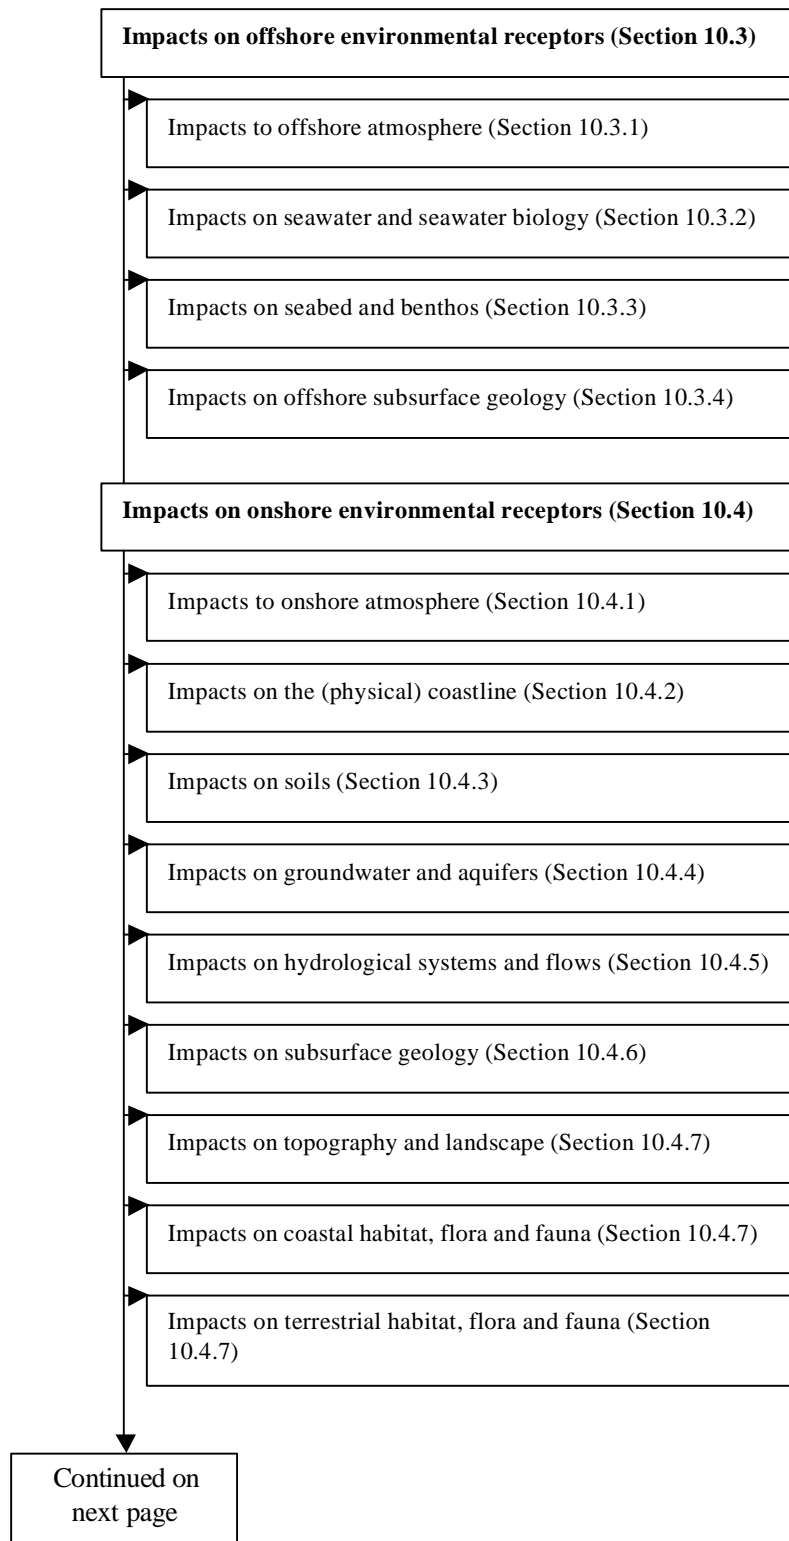 Impacts on offshore environmental receptors (Section 10.3)
Impacts to offshore atmosphere (Section 10.3.1)
Impacts on seawater and seawater biology (Section 10.3.2)
Impacts on seabed and benthos (Section 10.3.3)
Impacts on offshore subsurface geology (Section 10.3.4)
Impacts on onshore environmental receptors (Section 10.4)
Impacts to onshore atmosphere (Section 10.4.1)
Impacts on the (physical) coastline (Section 10.4.2)
Impacts on soils (Section 10.4.3)
Impacts on groundwater and aquifers (Section 10.4.4)
Impacts on hydrological systems and flows (Section 10.4.5)
Impacts on subsurface geology (Section 10.4.6)
Impacts on topography and landscape (Section 10.4.7)
Impacts on coastal habitat, flora and fauna (Section 10.4.7)
Impacts on terrestrial habitat, flora and fauna (Section
10.4.7)
Continued on
next page